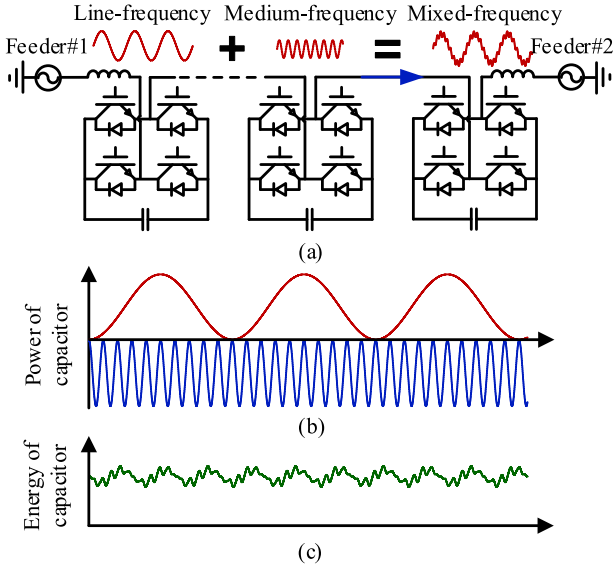 Line-frequency Medium-frequency Mixed-frequency
Feeder#1 Feeder#2
(a)
Power of
capacitor
(b)
Energy of
capacitor
(c)